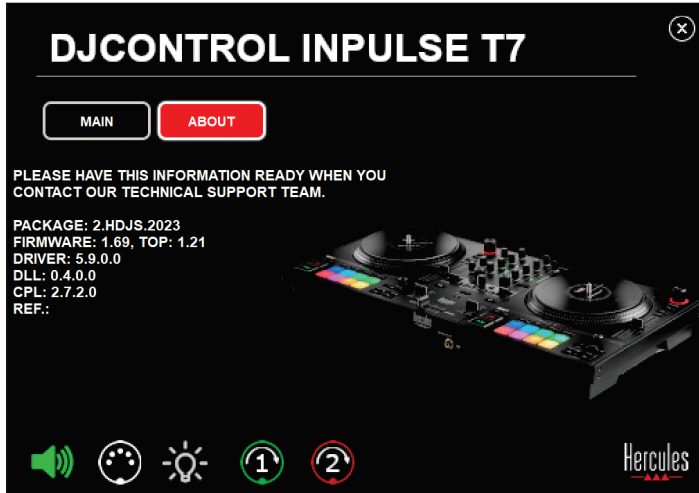 DJCONTROL INPULSE T7
MAIN
ABOUT
PLEASE HAVE THIS INFORMATION READY WHEN YOU
CONTACT OUR TECHNICAL SUPPORT TEAM.
PACKAGE: 2.HDJS.2023
FIRMWARE: 1.69, TOP: 1.21
DRIVER: 5.9.0.0
DLL: 0.4.0.0
CPL: 2.7.2.0
REF.:
1
2
Hercules